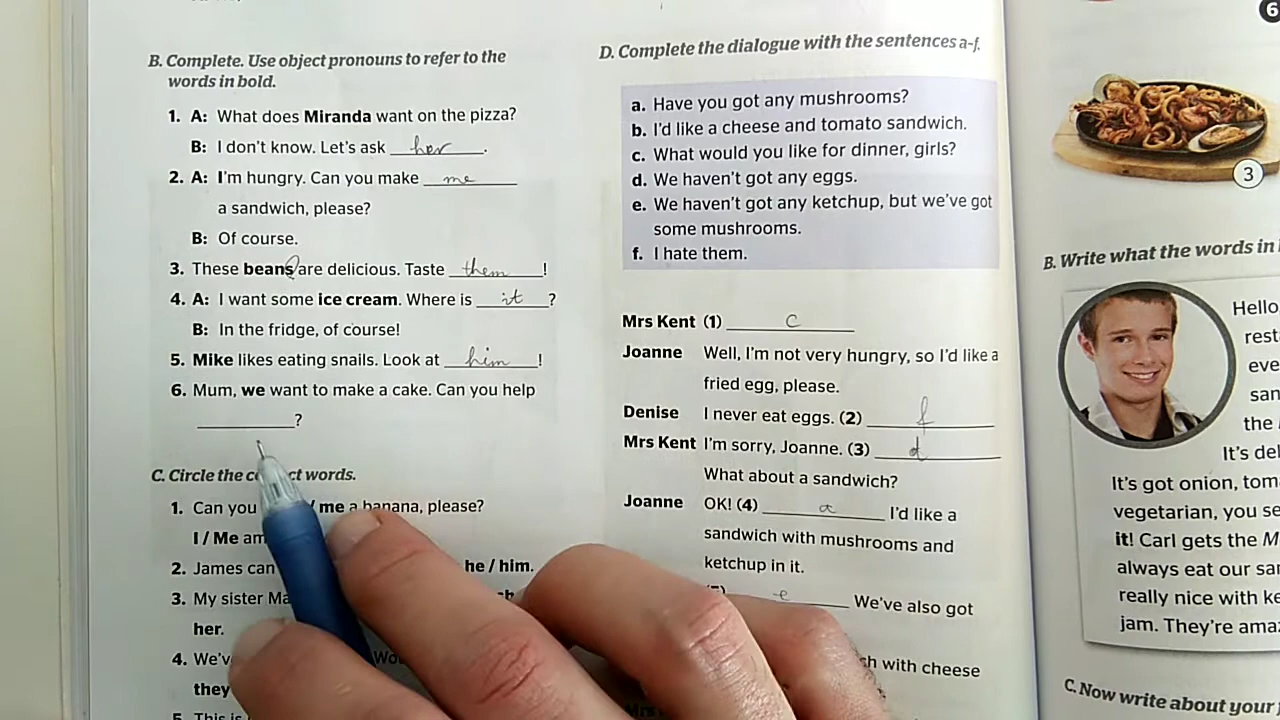 B. Complete. Use object pronouns to refer to the
words in bold.
1. A: What does Miranda want on the pizza?
B: I don't know. Let's ask her.
2. A: I'm hungry. Can you make me
a sandwich, please?
B: Of course.
3. These beans are delicious. Taste them!
4. A: I want some ice cream. Where is it?
B: In the fridge, of course!
5. Mike likes eating snails. Look at him!
6. Mum, we want to make a cake. Can you help
?
C. Circle the correct words.
1. Can you / me a banana, please?
I / Me am
2. James can he / him.
3. My sister
her.
4. We'v
they
5. This is
D. Complete the dialogue with the sentences a-f.
a. Have you got any mushrooms?
b. I'd like a cheese and tomato sandwich.
c. What would you like for dinner, girls?
d. We haven't got any eggs.
e. We haven't got any ketchup, but we've got
some mushrooms.
f. I hate them.
Mrs Kent (1) c
Joanne Well, I'm not very hungry, so I'd like a
fried egg, please.
Denise I never eat eggs. (2) f
Mrs Kent I'm sorry, Joanne. (3) d
What about a sandwich?
Joanne OK! (4) a I'd like a
sandwich with mushrooms and
ketchup in it.
e We've also got
with cheese
Mrs
6
3
B. Write what the words in
Hello
rest
eve
san
the
It's del
It's got onion, tom
vegetarian, you se
it! Carl gets the M
always eat our sa
really nice with ke
jam. They're ama
C. Now write about your